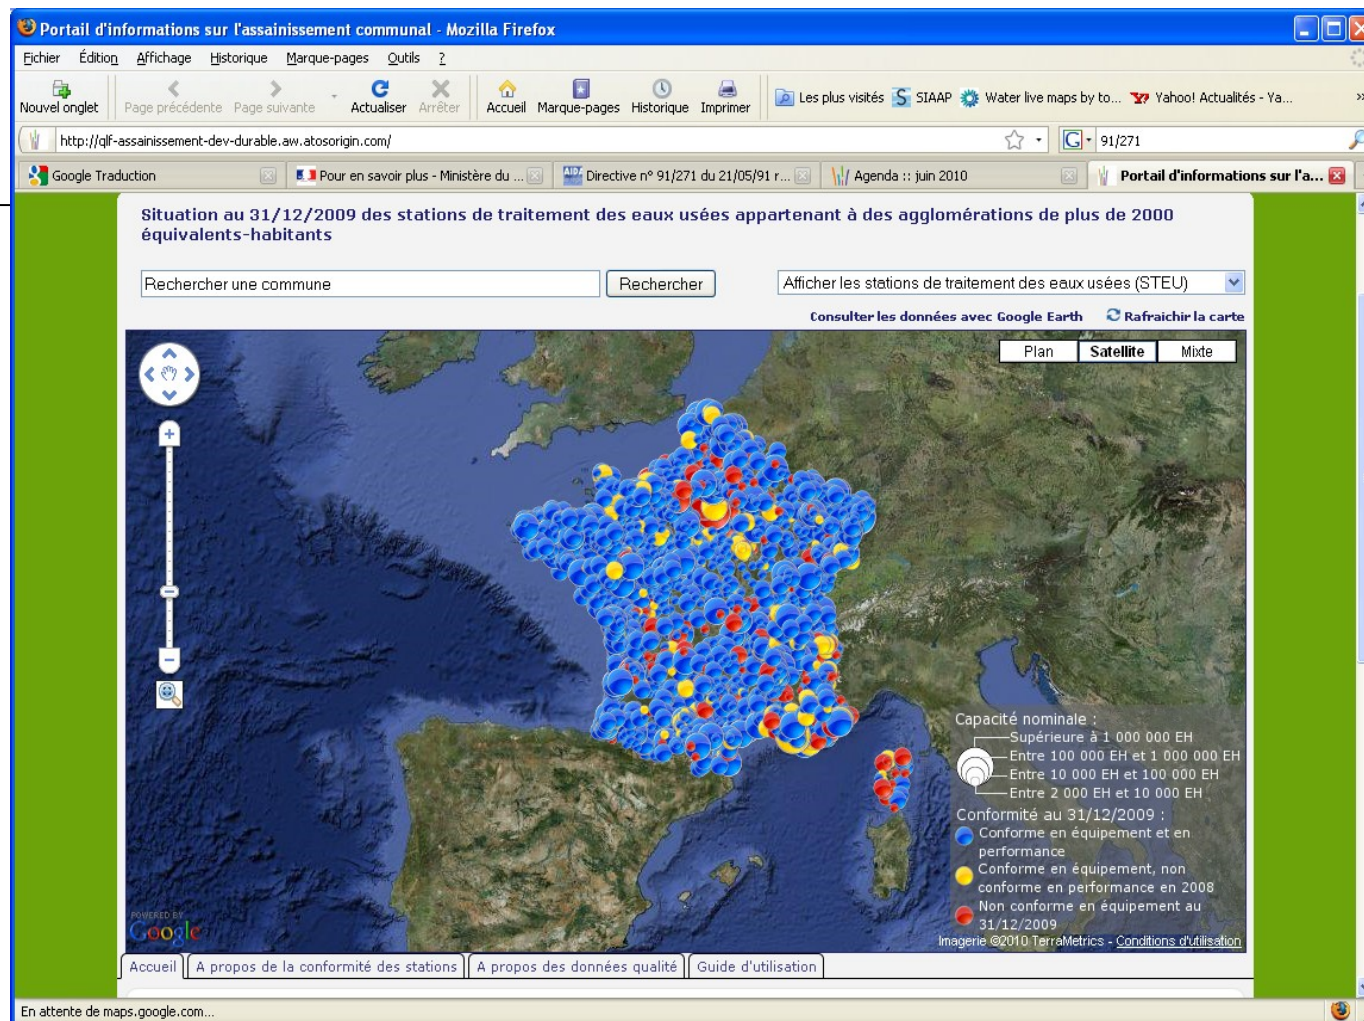 Portail d'informations sur l'assainissement communal - Mozilla Firefox
Fichier Édition Affichage Historique Marque-pages Outils ?
Nouvel onglet Page précédente Page suivante Actualiser Arrêter Accueil Marque-pages Historique Imprimer Les plus visités SIAAP Water live maps by to... Yahoo! Actualités - Ya... »
http://qlf-assainissement-dev-durable.aw.atosorigin.com/ G 91/271
Google Traduction Pour en savoir plus - Ministère du ... Directive n° 91/271 du 21/05/91 r... Agenda :: juin 2010 Portail d'informations sur l'a...
Situation au 31/12/2009 des stations de traitement des eaux usées appartenant à des agglomérations de plus de 2000
équivalents-habitants
Rechercher une commune Rechercher Afficher les stations de traitement des eaux usées (STEU)
Consulter les données avec Google Earth Rafraichir la carte
Plan Satellite Mixte
Capacité nominale :
Supérieure à 1 000 000 EH
Entre 100 000 EH et 1 000 000 EH
Entre 10 000 EH et 100 000 EH
Entre 2 000 EH et 10 000 EH
Conformité au 31/12/2009 :
Conforme en équipement et en
performance
Conforme en équipement, non
conforme en performance en 2008
Non conforme en équipement au
31/12/2009
POWERED BY
Google
Imagerie ©2010 TerraMetrics - Conditions d'utilisation
Accueil A propos de la conformité des stations A propos des données qualité Guide d'utilisation
En attente de maps.google.com...